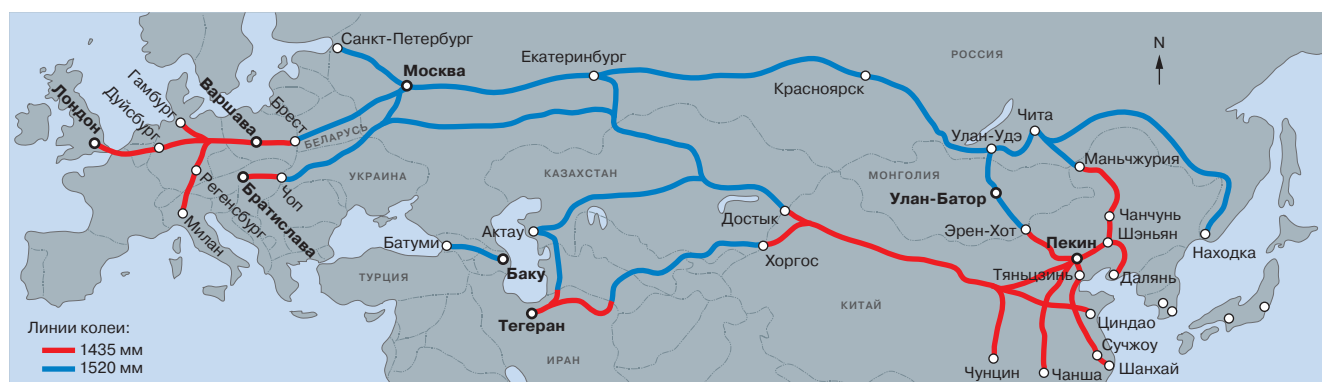 Санкт-Петербург
Москва
Екатеринбург
РОССИЯ
N
Красноярск
Лондон
Дуйсбург
Гамбург
Варшава
Брест
БЕЛАРУСЬ
Улан-Удэ
Чита
Маньчжурия
МОНГОЛИЯ
Улан-Батор
КАЗАХСТАН
УКРАИНА
Чоп
Братислава
Регенсбург
Милан
Достык
Чанчунь
Эрен-Хот
Шэньян
Пекин
Находка
Актау
Батуми
Хоргос
Баку
ТУРЦИЯ
Тяньцзинь
Далянь
Тегеран
КИТАЙ
Циндао
Линии колеи:
1435 мм
1520 мм
ИРАН
Сучжоу
Чунцин
Чанша
Шанхай